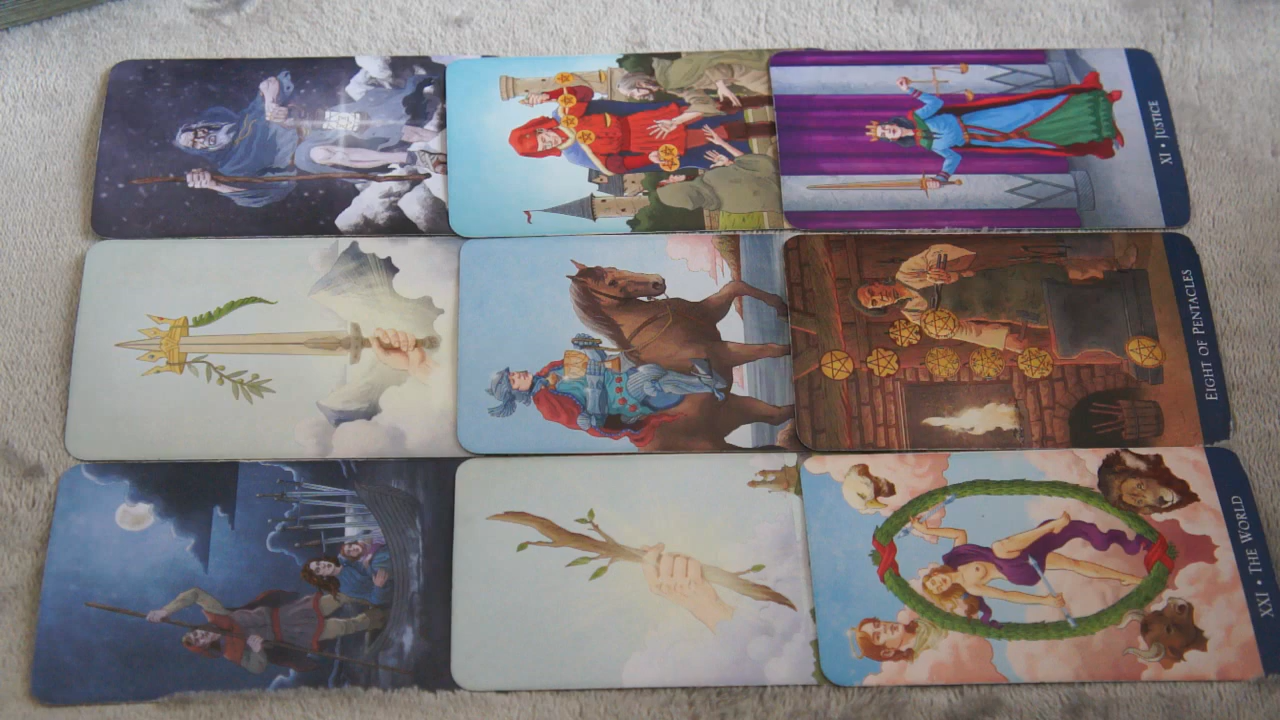 XI • JUSTICE
EIGHT OF PENTACLES
XXI • THE WORLD